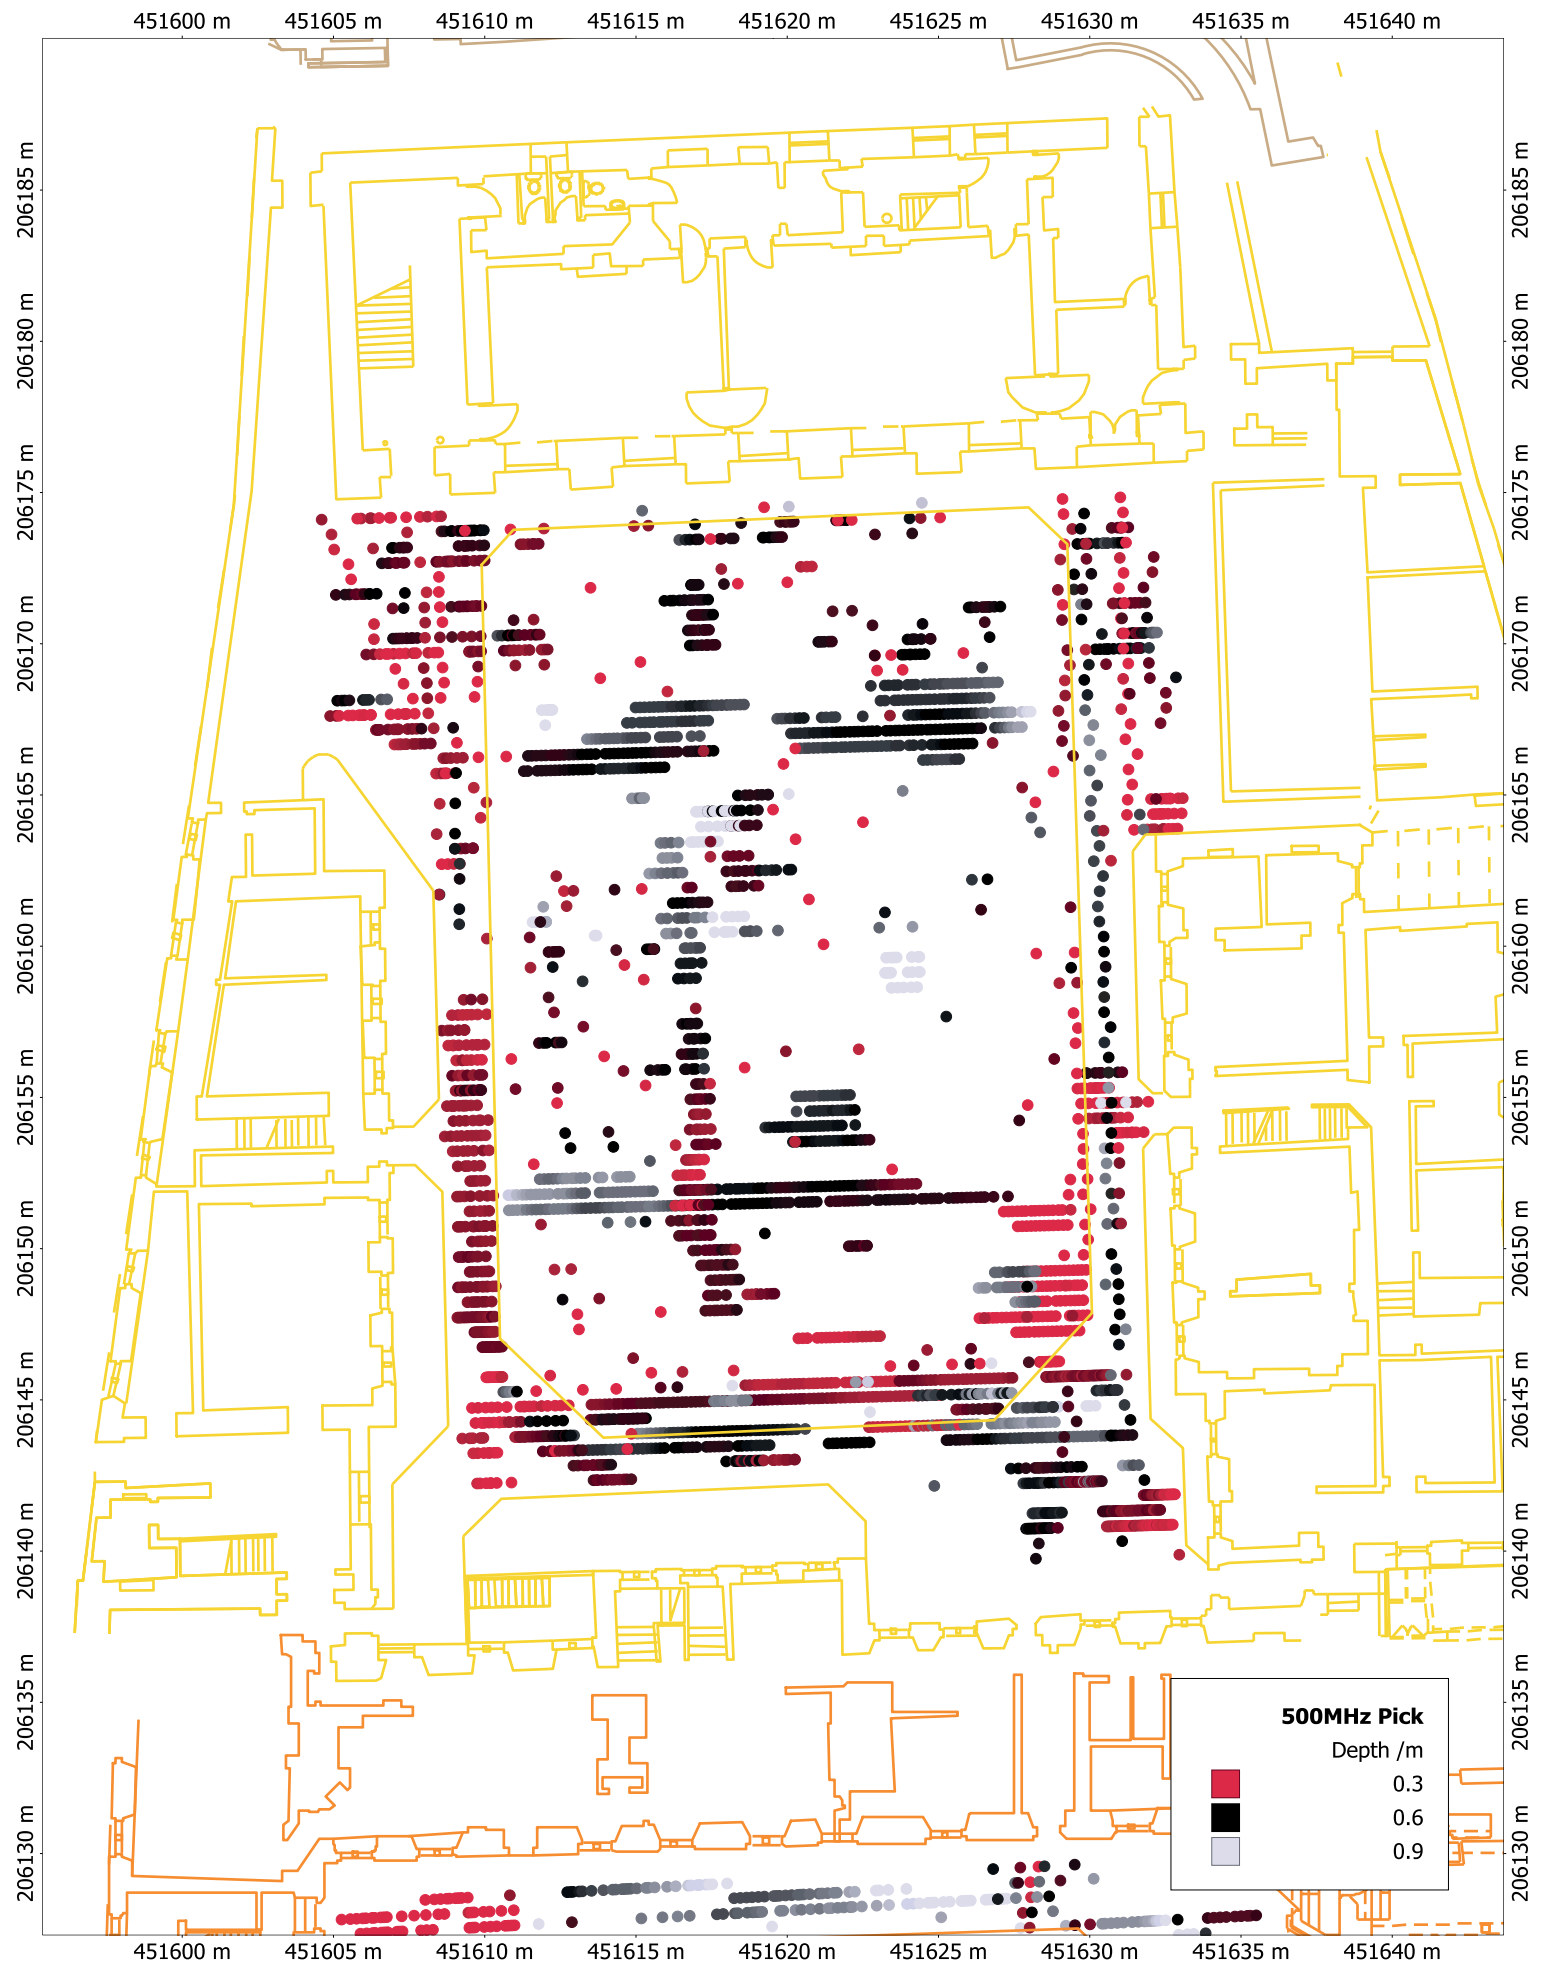 451600 m 451605 m 451610 m 451615 m 451620 m 451625 m 451630 m 451635 m 451640 m
206185 m 206185 m
206180 m 206180 m
206175 m 206175 m
206170 m 206170 m
206165 m 206165 m
206160 m 206160 m
206155 m 206155 m
206150 m 206150 m
206145 m 206145 m
206140 m 206140 m
206135 m 206135 m
206130 m 206130 m
500MHz Pick
Depth /m
0.3
0.6
0.9
451600 m 451605 m 451610 m 451615 m 451620 m 451625 m 451630 m 451635 m 451640 m